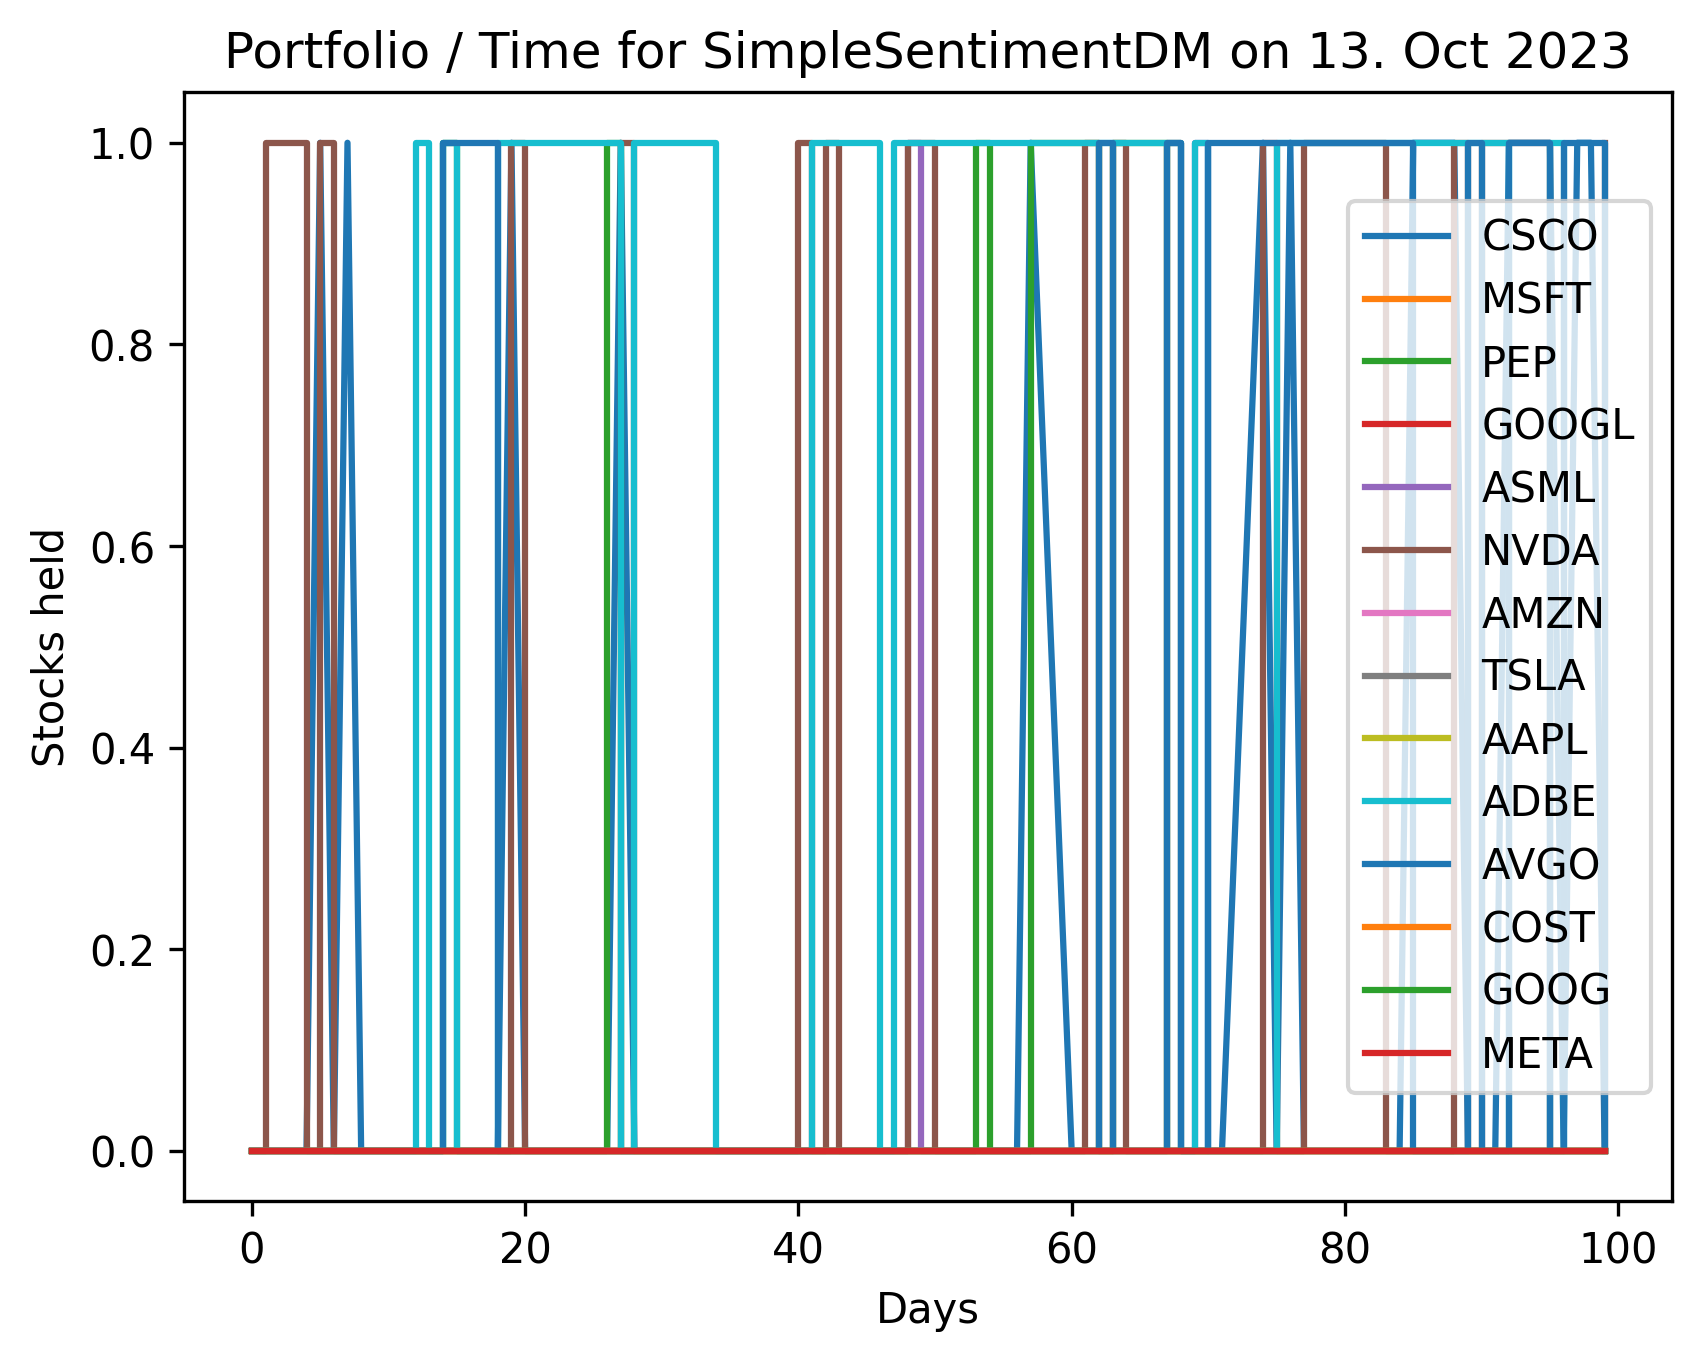 Portfolio / Time for SimpleSentimentDM on 13. Oct 2023
1.0
0.8
0.6
0.4
0.2
0.0
Stocks held
CSCO
MSFT
PEP
GOOGL
ASML
NVDA
AMZN
TSLA
AAPL
ADBE
AVGO
COST
GOOG
META
0 20 40 60 80 100
Days